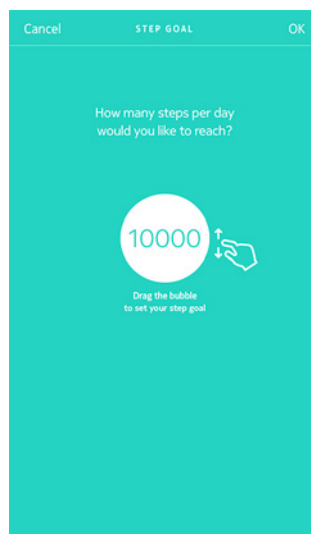 Cancel STEP GOAL OK
How many steps per day
would you like to reach?
10000
Drag the bubble
to set your step goal